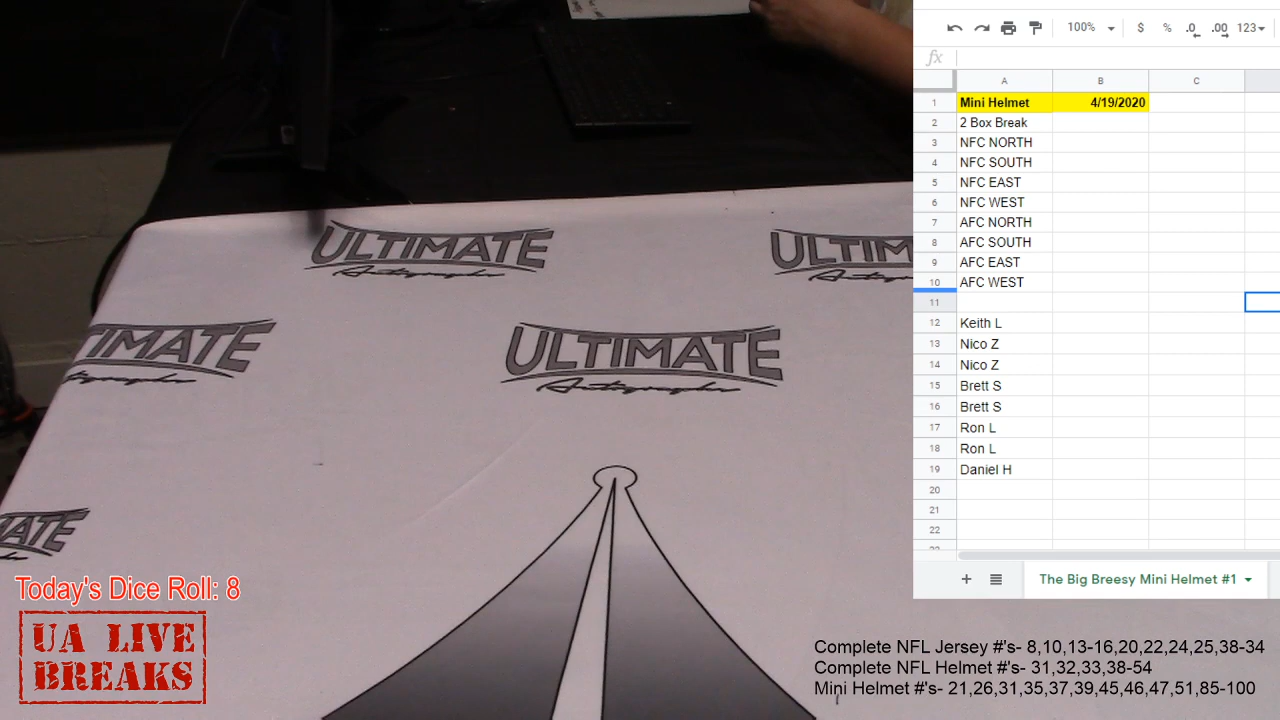 100%
$ % .0 .00 123
fx
A B C
1 Mini Helmet 4/19/2020
2 2 Box Break
3 NFC NORTH
4 NFC SOUTH
5 NFC EAST
6 NFC WEST
7 AFC NORTH
8 AFC SOUTH
9 AFC EAST
10 AFC WEST
11
12 Keith L
13 Nico Z
14 Nico Z
15 Brett S
16 Brett S
17 Ron L
18 Ron L
19 Daniel H
20
21
22
+ The Big Breesy Mini Helmet #1
ULTIMATE
Autographs
ULTIM
TIMATE
ULTIMATE
Autographs
ATE
Today's Dice Roll: 8
UA LIVE
BREAKS
Complete NFL Jersey #'s- 8,10,13-16,20,22,24,25,38-34
Complete NFL Helmet #'s- 31,32,33,38-54
Mini Helmet #'s- 21,26,31,35,37,39,45,46,47,51,85-100